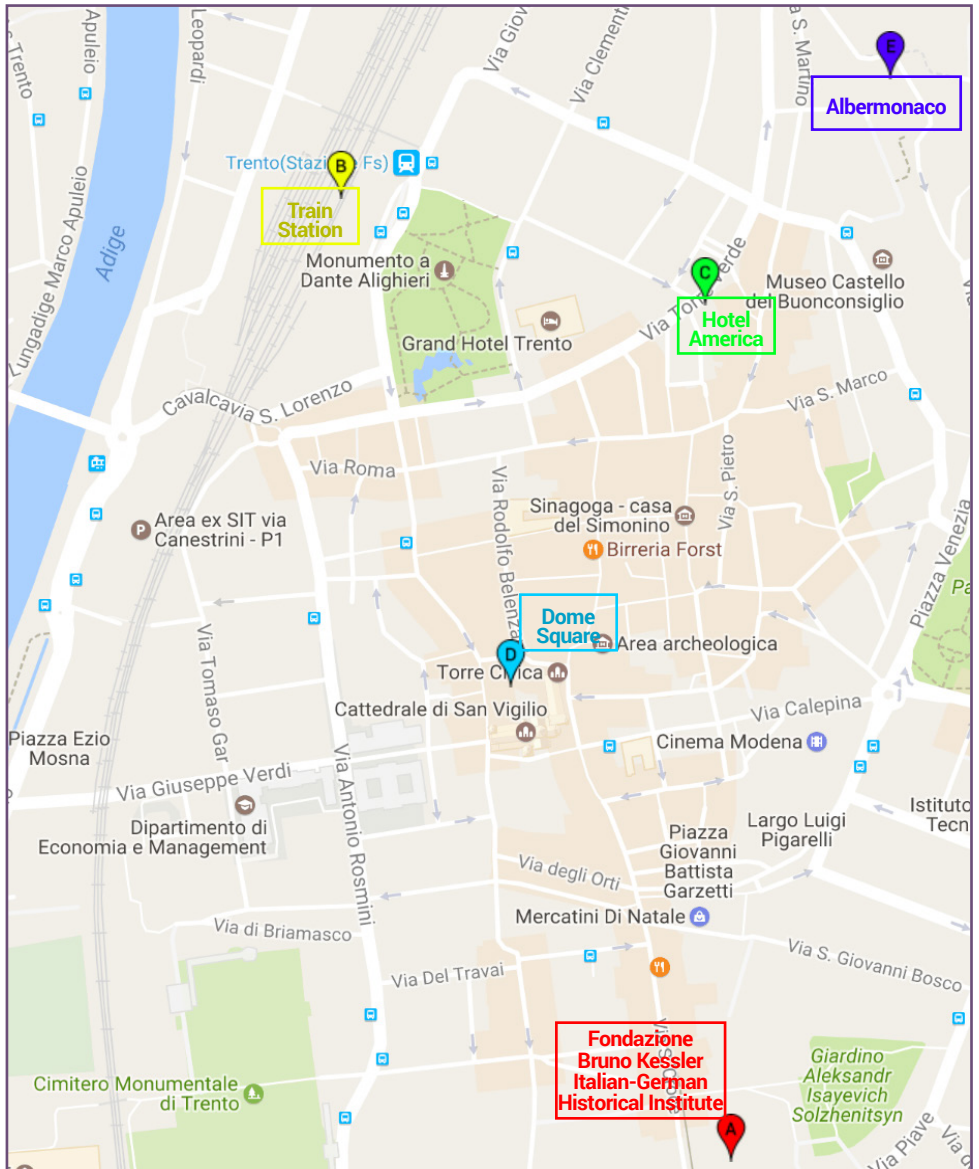 s Trento
Apuleio
Leopardi
Via Giov
Via Clementi
a S. Martino
E
Albermonaco
Trento(Stazi e Fs)
B
Train
Station
Lungadige Marco Apuleio
Adige
Monumento a
Dante Alighieri
C
Via Torre Verde
Museo Castello
del Buonconsiglio
Hotel
America
Grand Hotel Trento
Cavalcavia S. Lorenzo
Via S. Marco
Via Roma
Via Rodolfo Belenza
Via S. Pietro
Sinagoga - casa
del Simonino
P
Area ex SIT via
Canestrini - P1
Birreria Forst
Piazza Venezia
Pa
Dome
Square
Area archeologica
D
Torre Civica
Via Tomaso Gar
Cattedrale di San Vigilio
Via Calepina
Piazza Ezio
Mosna
Cinema Modena
Via Giuseppe Verdi
Via Antonio Rosmini
Dipartimento di
Economia e Management
Istituto
Tecn
Largo Luigi
Pigarelli
Piazza
Giovanni
Battista
Garzetti
Via degli Orti
Mercatini Di Natale
Via di Briamasco
Via S. Giovanni Bosco
Via Del Travai
Fondazione
Bruno Kessler
Italian-German
Historical Institute
Giardino
Aleksandr
Isayevich
Solzhenitsyn
Cimitero Monumentale
di Trento
A
Via Piave
Via d